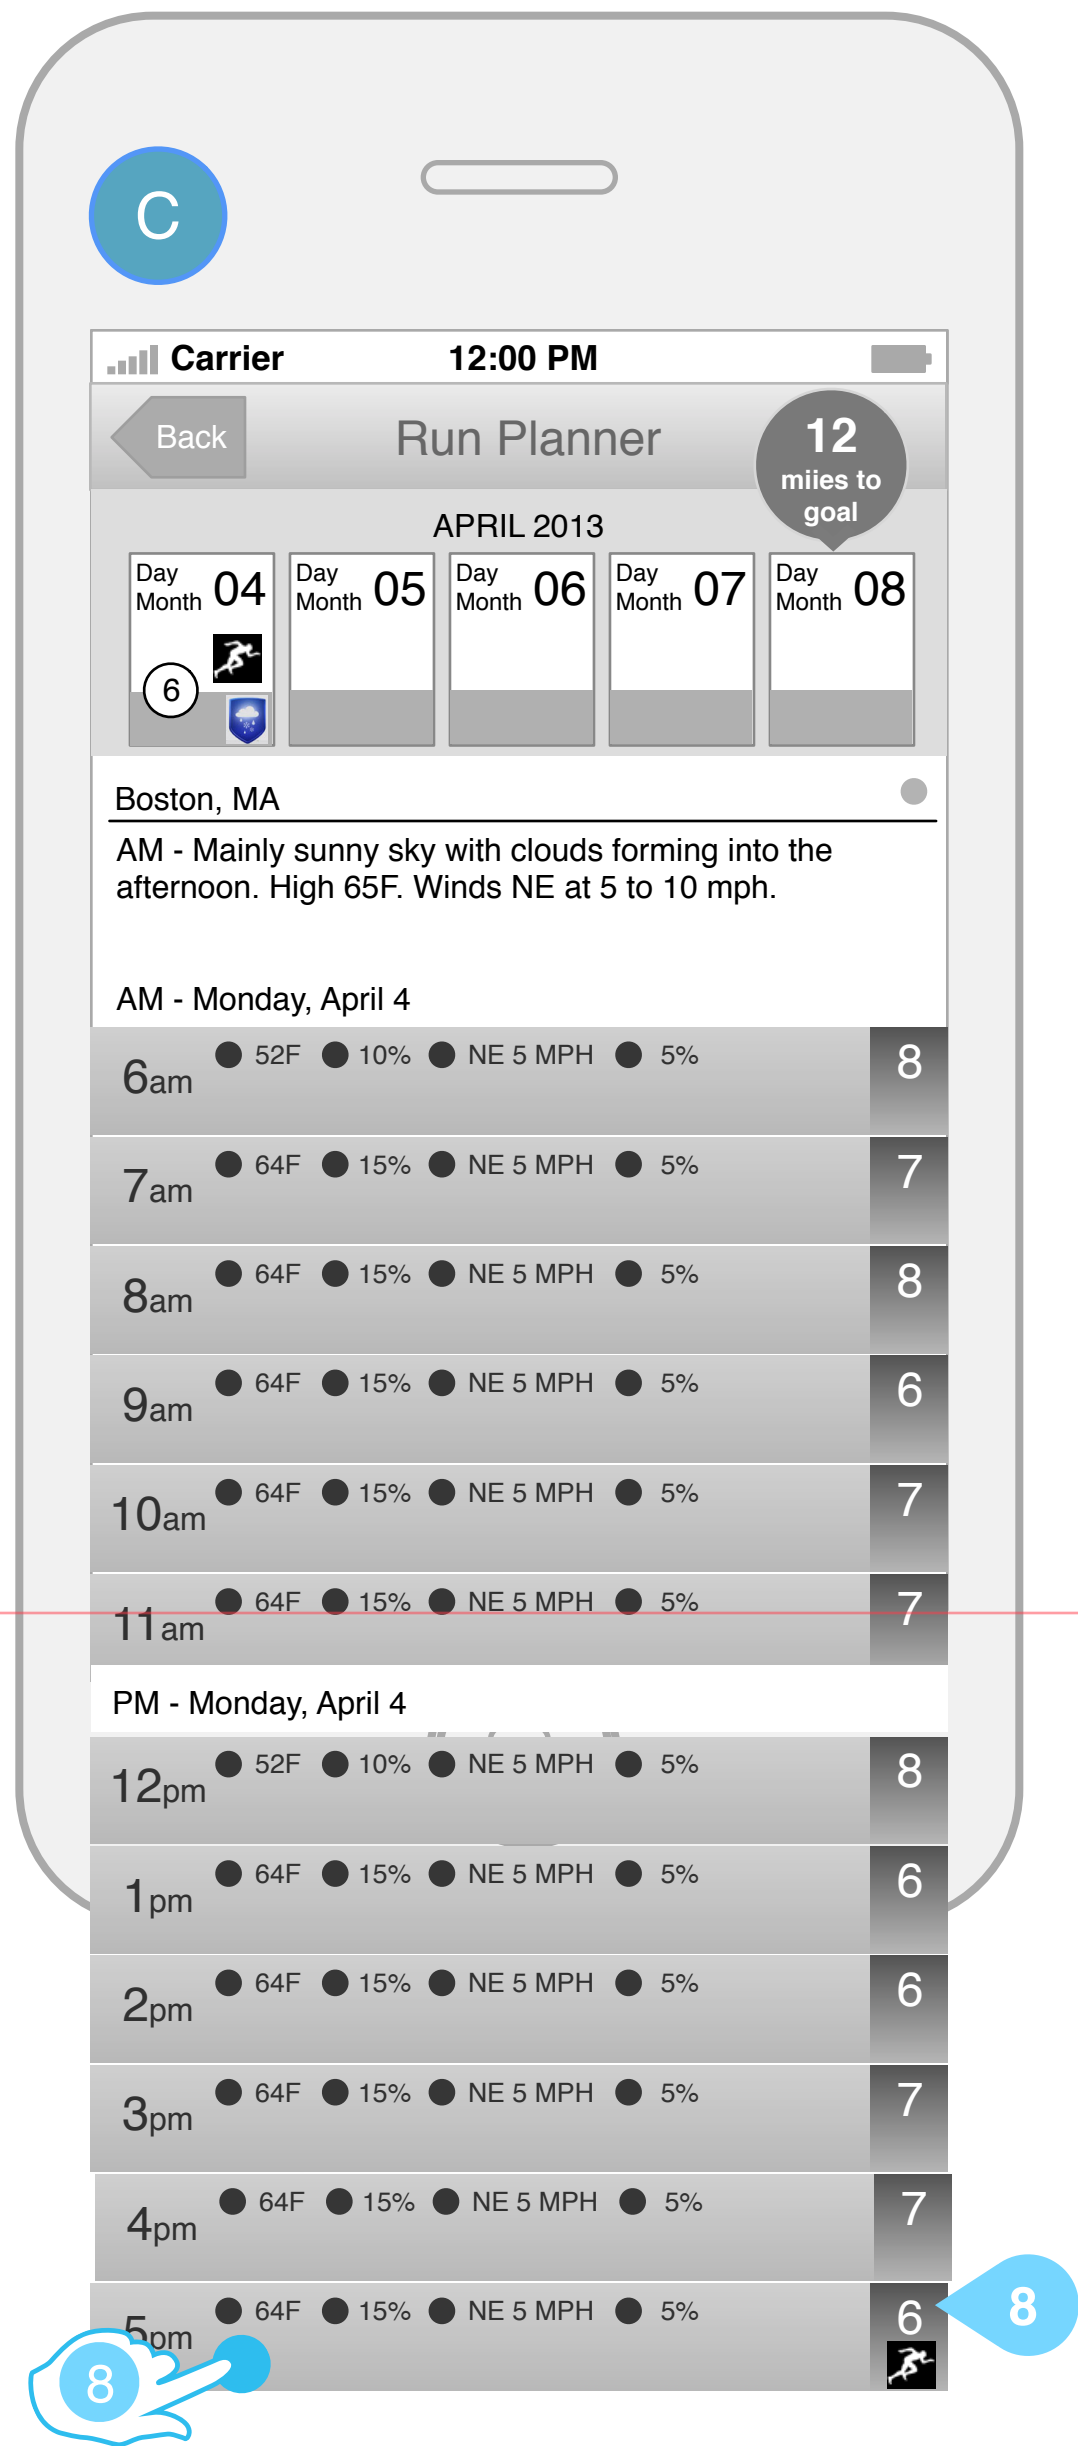 C
Carrier 12:00 PM
Back Run Planner
12
miies to
goal
APRIL 2013
Day Month 04
Day Month 05
Day Month 06
Day Month 07
Day Month 08
6
Boston, MA
AM - Mainly sunny sky with clouds forming into the
afternoon. High 65F. Winds NE at 5 to 10 mph.
AM - Monday, April 4
6am 52F 10% NE 5 MPH 5% 8
7am 64F 15% NE 5 MPH 5% 7
8am 64F 15% NE 5 MPH 5% 8
9am 64F 15% NE 5 MPH 5% 6
10am 64F 15% NE 5 MPH 5% 7
11am 64F 15% NE 5 MPH 5% 7
PM - Monday, April 4
12pm 52F 10% NE 5 MPH 5% 8
1pm 64F 15% NE 5 MPH 5% 6
2pm 64F 15% NE 5 MPH 5% 6
3pm 64F 15% NE 5 MPH 5% 7
4pm 64F 15% NE 5 MPH 5% 7
5pm 64F 15% NE 5 MPH 5% 6
8
8